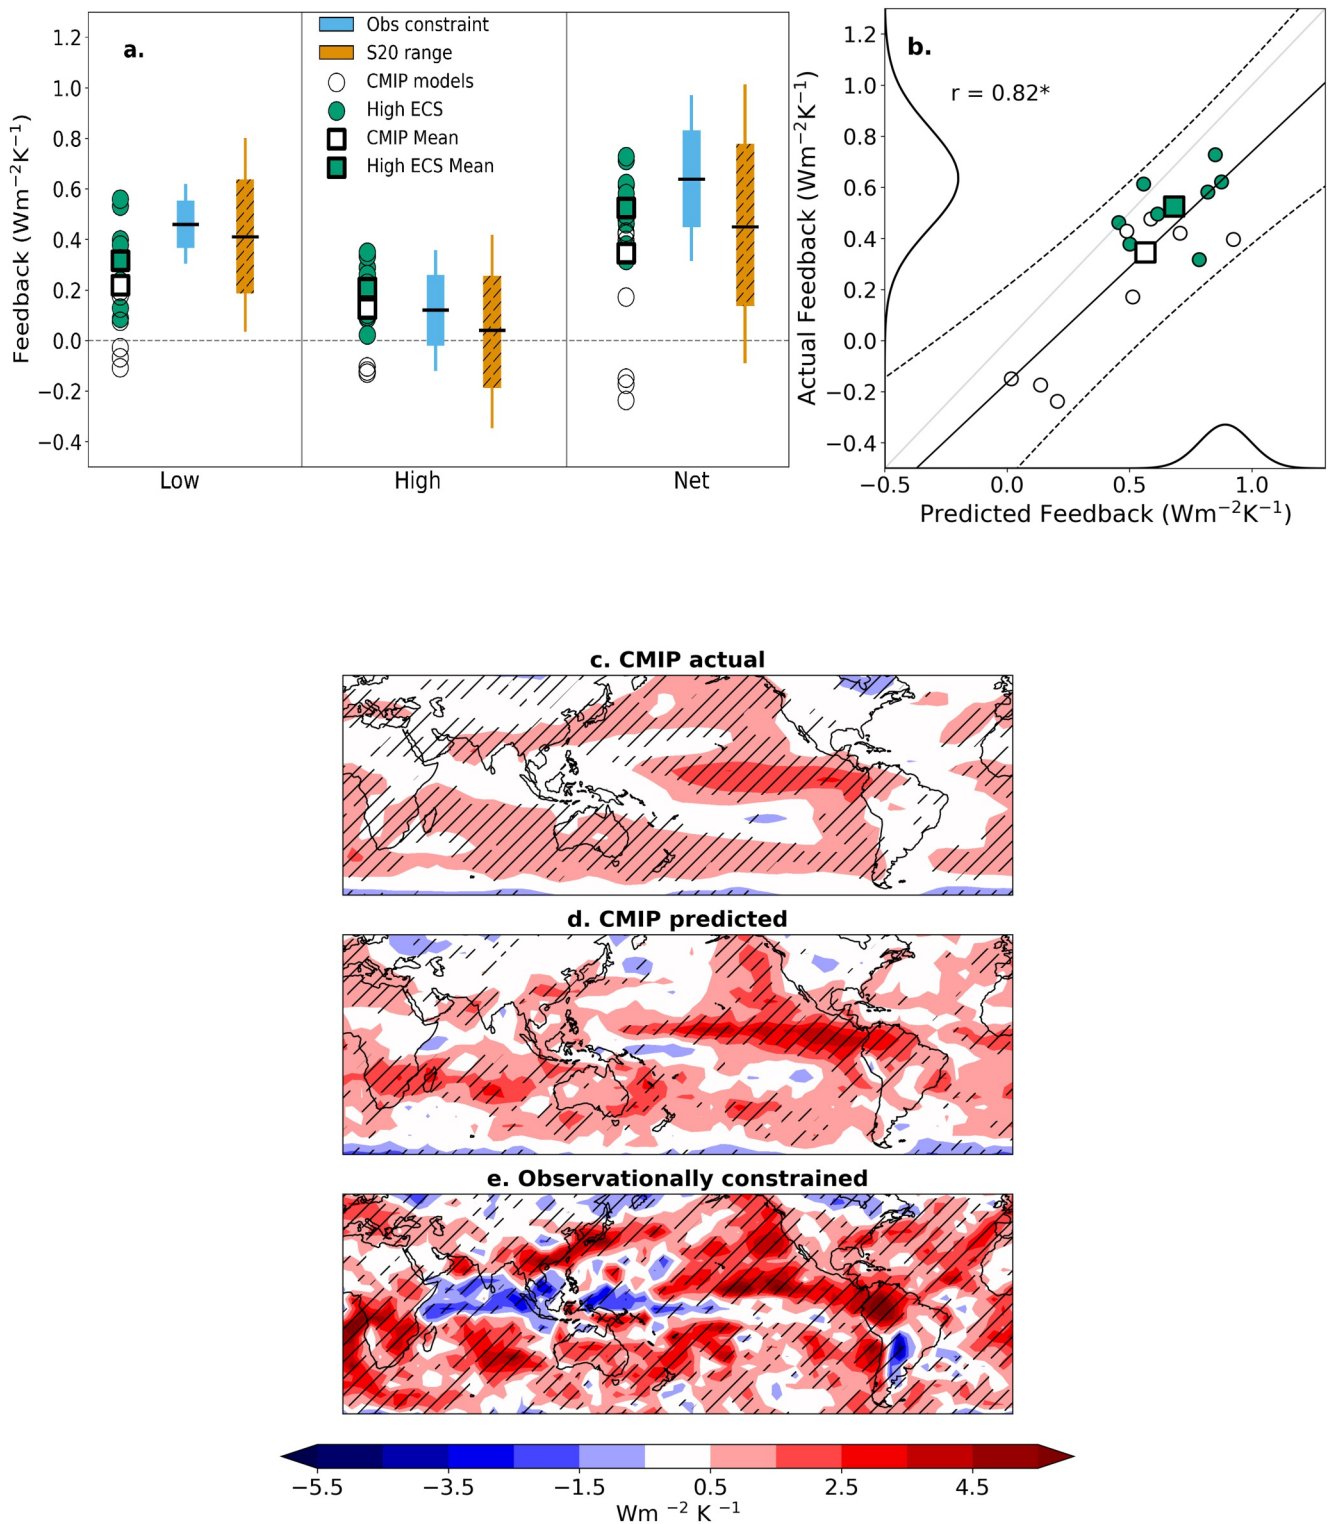 a.
Obs constraint
S20 range
CMIP models
High ECS
CMIP Mean
High ECS Mean
Feedback (Wm⁻²K⁻¹)
1.2
1.0
0.8
0.6
0.4
0.2
0.0
−0.2
−0.4
Low High Net
b.
r = 0.82*
Actual Feedback (Wm⁻²K⁻¹)
1.2
1.0
0.8
0.6
0.4
0.2
0.0
−0.2
−0.4
−0.5 0.0 0.5 1.0
Predicted Feedback (Wm⁻²K⁻¹)
c. CMIP actual
d. CMIP predicted
e. Observationally constrained
−5.5 −3.5 −1.5 0.5 2.5 4.5
Wm ⁻² K ⁻¹